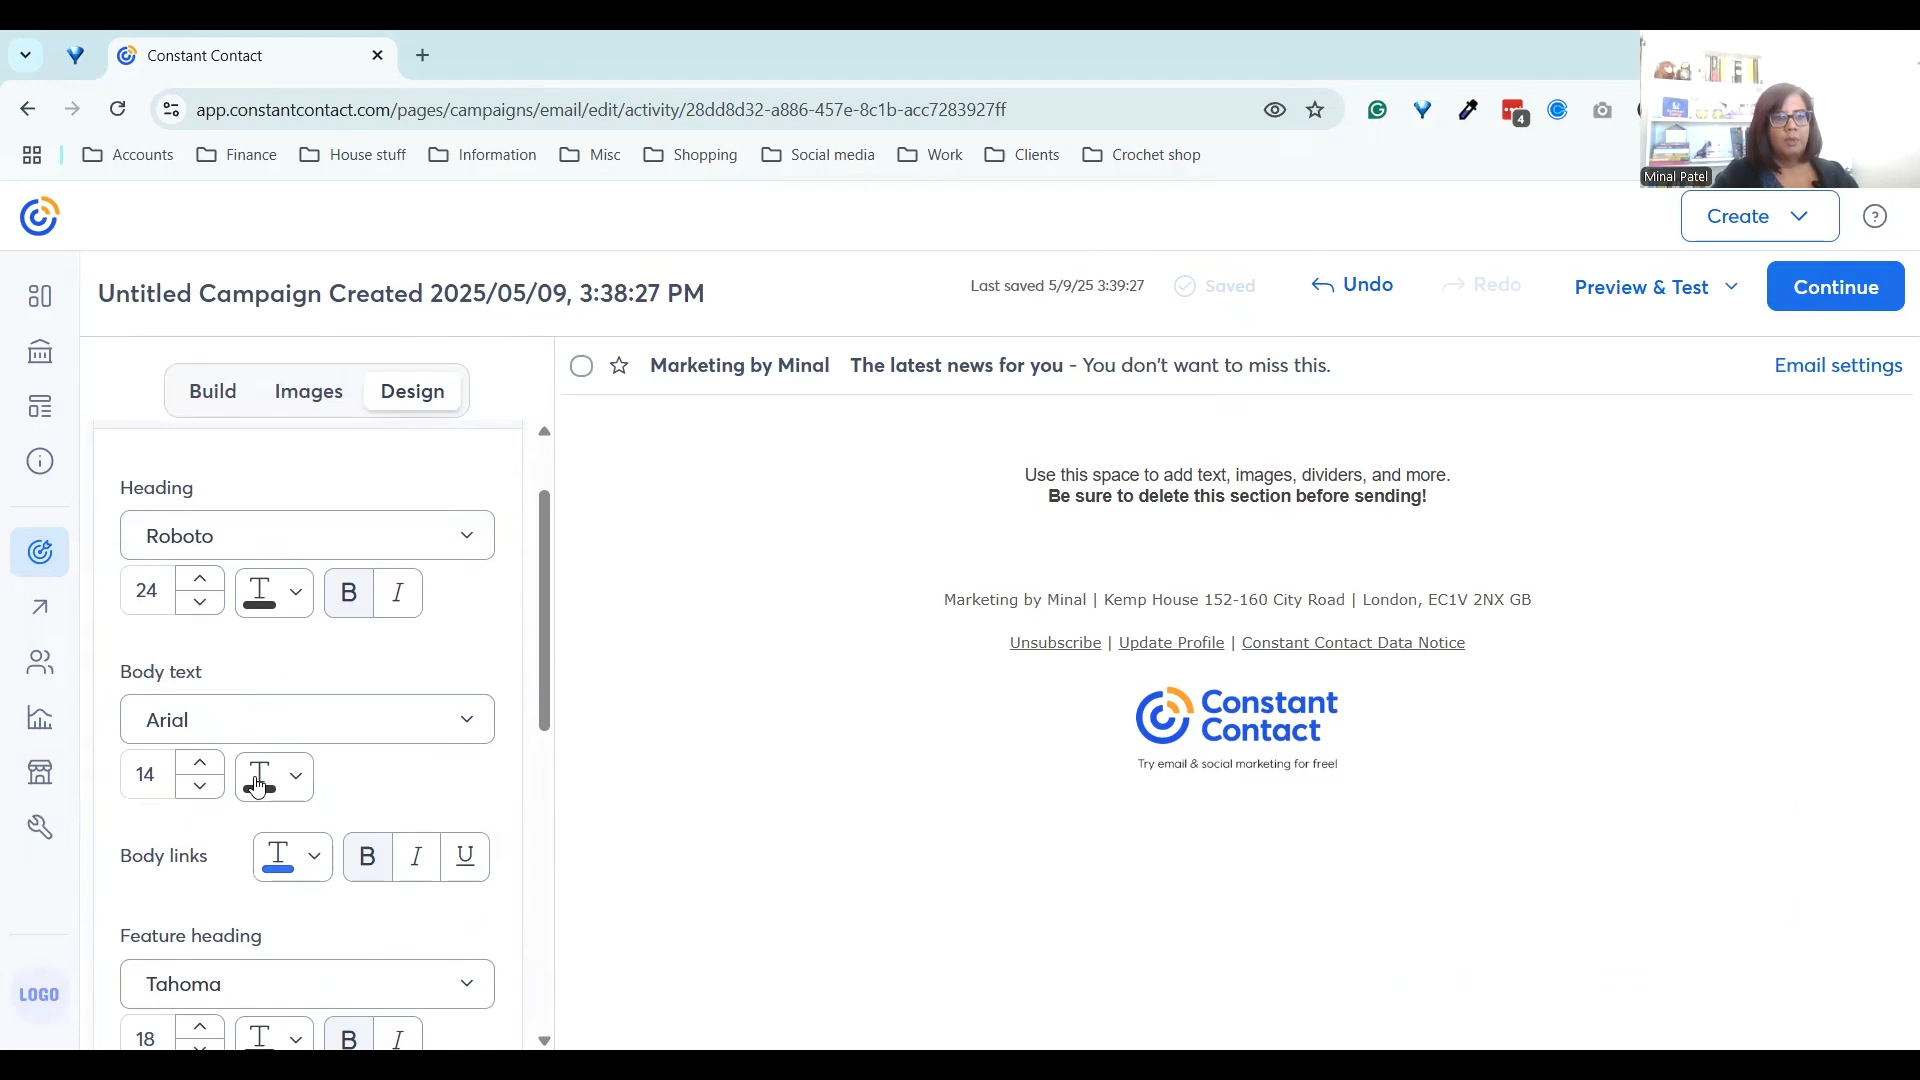 Constant Contact
app.constantcontact.com/pages/campaigns/email/edit/activity/28dd8d32-a886-457e-8c1b-acc7283927ff
4
Accounts
Finance
House stuff
Information
Misc
Shopping
Social media
Work
Clients
Crochet shop
Minal Patel
Create
Untitled Campaign Created 2025/05/09, 3:38:27 PM
Last saved 5/9/25 3:39:27
Saved
Undo
Redo
Preview & Test
Continue
Build
Images
Design
Marketing by Minal The latest news for you - You don't want to miss this.
Email settings
Heading
Roboto
24
T
B
I
Body text
Arial
14
T
Body links
T
B
I
U
Feature heading
Tahoma
18
T
B
I
LOGO
Use this space to add text, images, dividers, and more.
Be sure to delete this section before sending!
Marketing by Minal | Kemp House 152-160 City Road | London, EC1V 2NX GB
Unsubscribe | Update Profile | Constant Contact Data Notice
Constant
Contact
Try email & social marketing for free!